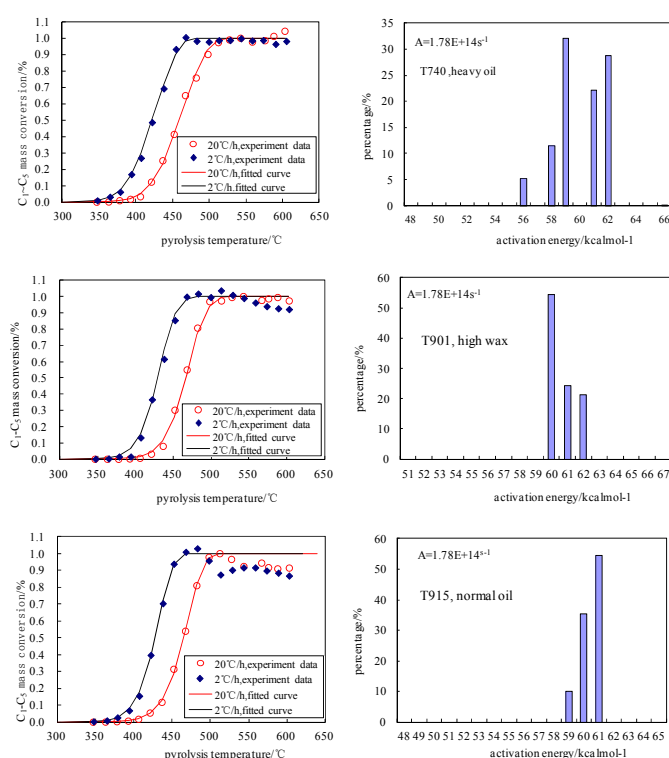 C₁~C₅ mass conversion/%
1.1
1.0
0.9
0.8
0.7
0.6
0.5
0.4
0.3
0.2
0.1
0.0
300 350 400 450 500 550 600 650
20℃/h,experiment data
2℃/h,experiment data
20℃/h,fitted curve
2℃/h,fitted curve
pyrolysis temperature/℃
percentage/%
35
30
25
20
15
10
5
0
A=1.78E+14s⁻¹
T740 ,heavy oil
48 50 52 54 56 58 60 62 66
activation energy/kcalmol-1
C₁-C₅ mass conversion/%
1.1
1.0
0.9
0.8
0.7
0.6
0.5
0.4
0.3
0.2
0.1
0.0
300 350 400 450 500 550 600 650
20℃/h,experiment data
2℃/h,experiment data
20℃/h,fitted curve
2℃/h,fitted curve
pyrolysis temperature/℃
percentage/%
60
50
40
30
20
10
0
A=1.78E+14s⁻¹
T901, high wax
51 52 53 54 55 56 57 58 59 60 61 62 63 64 65 66 67
activation energy/kcalmol-1
C₁-C₅ mass conversion/%
1.2
1.1
1.0
0.9
0.8
0.7
0.6
0.5
0.4
0.3
0.2
0.1
0.0
300 350 400 450 500 550 600 650
20℃/h,experiment data
2℃/h,experiment data
20℃/h,fitted curve
2℃/h,fitted curve
pyrolysis temperature/℃
percentage/%
60
50
40
30
20
10
0
A=1.78E+14ˢ⁻¹
T915, normal oil
48 49 50 51 52 53 54 55 56 57 58 59 60 61 62 63 64 65
activation energy/kcalmol-1